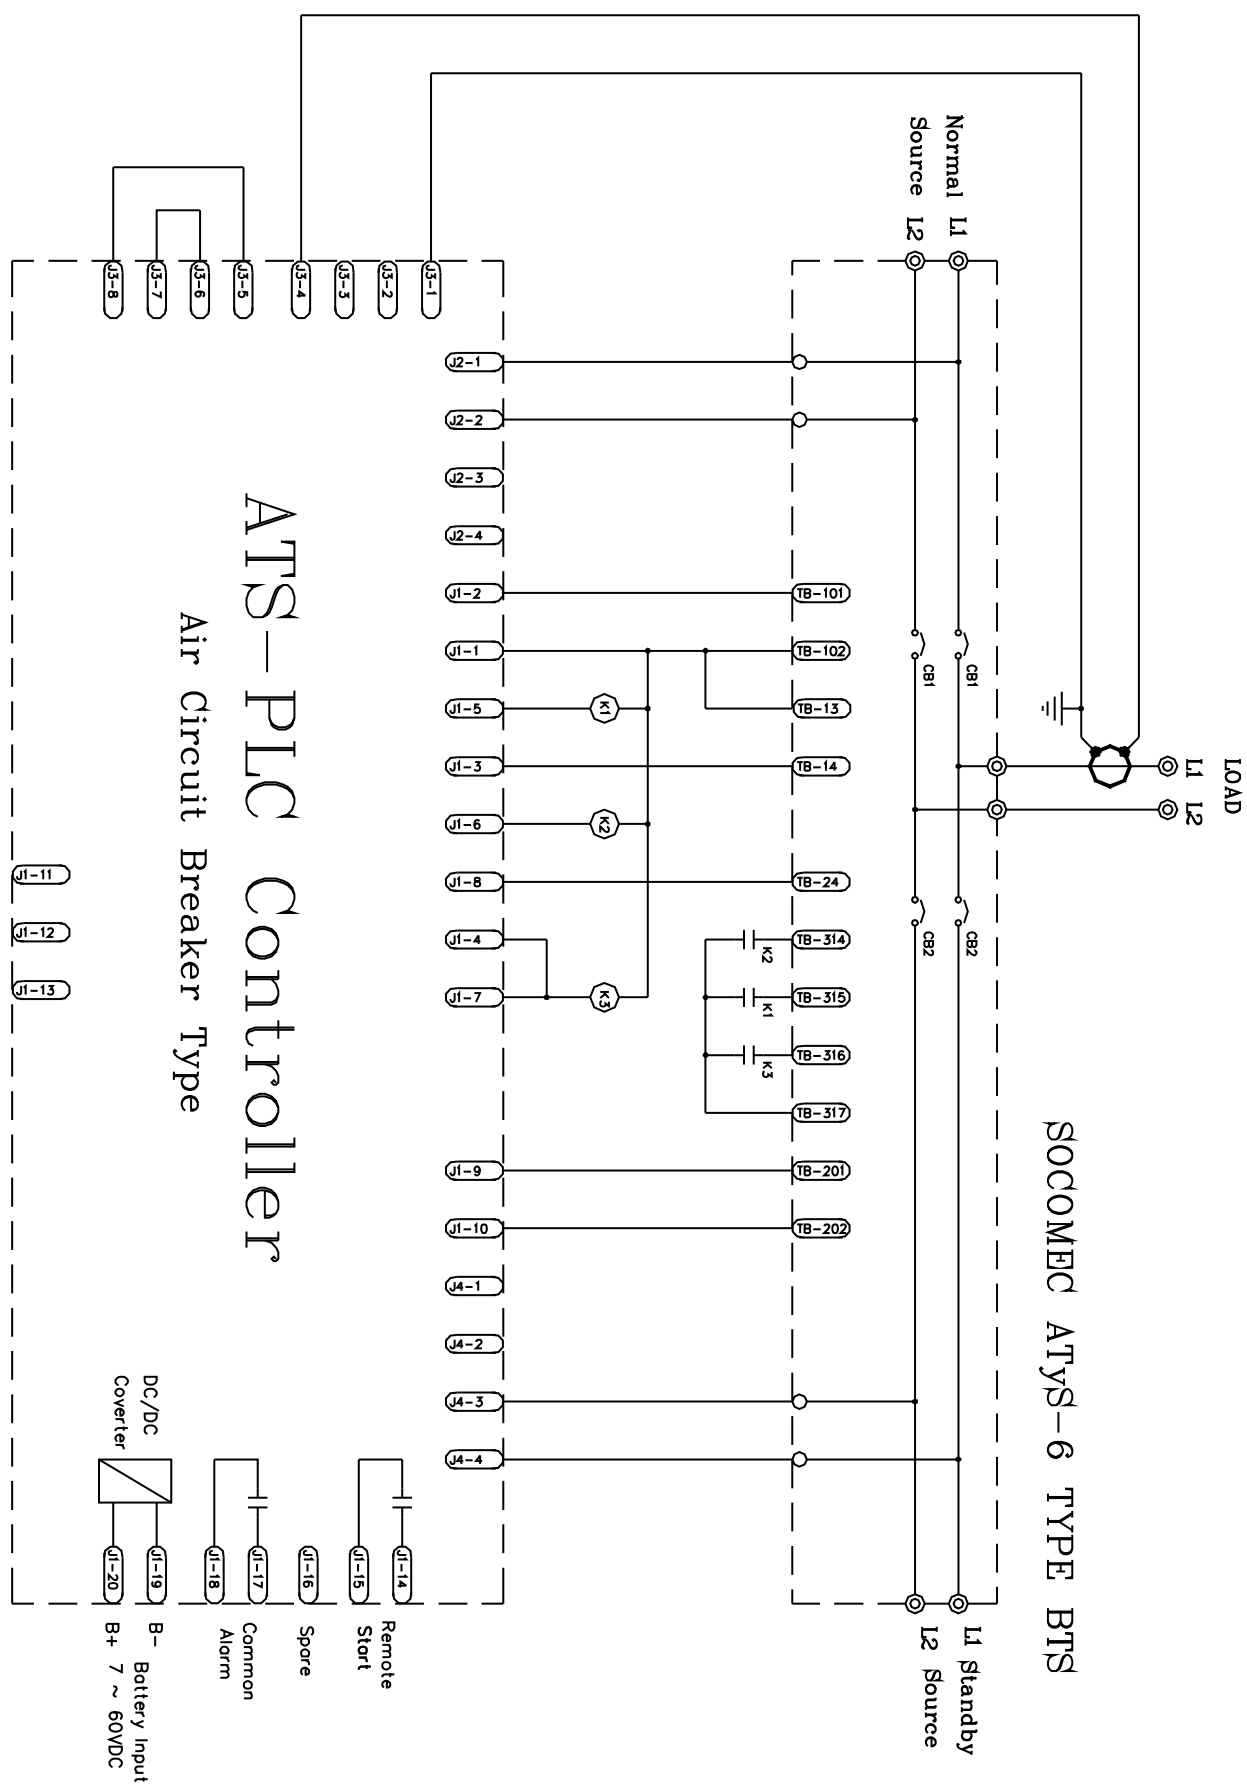 LOAD
L1 L2
SOCOMEC ATyS-6 TYPE BTS
Normal L1
Source L2
CB1
CB1
CB2
CB2
L1 Standby
L2 Source
TB-101
TB-102
TB-13
TB-14
TB-24
TB-314
TB-315
TB-316
TB-317
TB-201
TB-202
K2
K1
K3
K1
K2
K3
J2-1
J2-2
J2-3
J2-4
J1-2
J1-1
J1-5
J1-3
J1-6
J1-8
J1-4
J1-7
J1-9
J1-10
J4-1
J4-2
J4-3
J4-4
J3-1
J3-2
J3-3
J3-4
J3-5
J3-6
J3-7
J3-8
ATS-PLC Controller
Air Circuit Breaker Type
J1-14
J1-15
Remote
Start
J1-16
Spare
J1-17
J1-18
Common
Alarm
DC/DC
Coverter
J1-19
J1-20
B- Battery Input
B+ 7 ~ 60VDC
J1-11
J1-12
J1-13